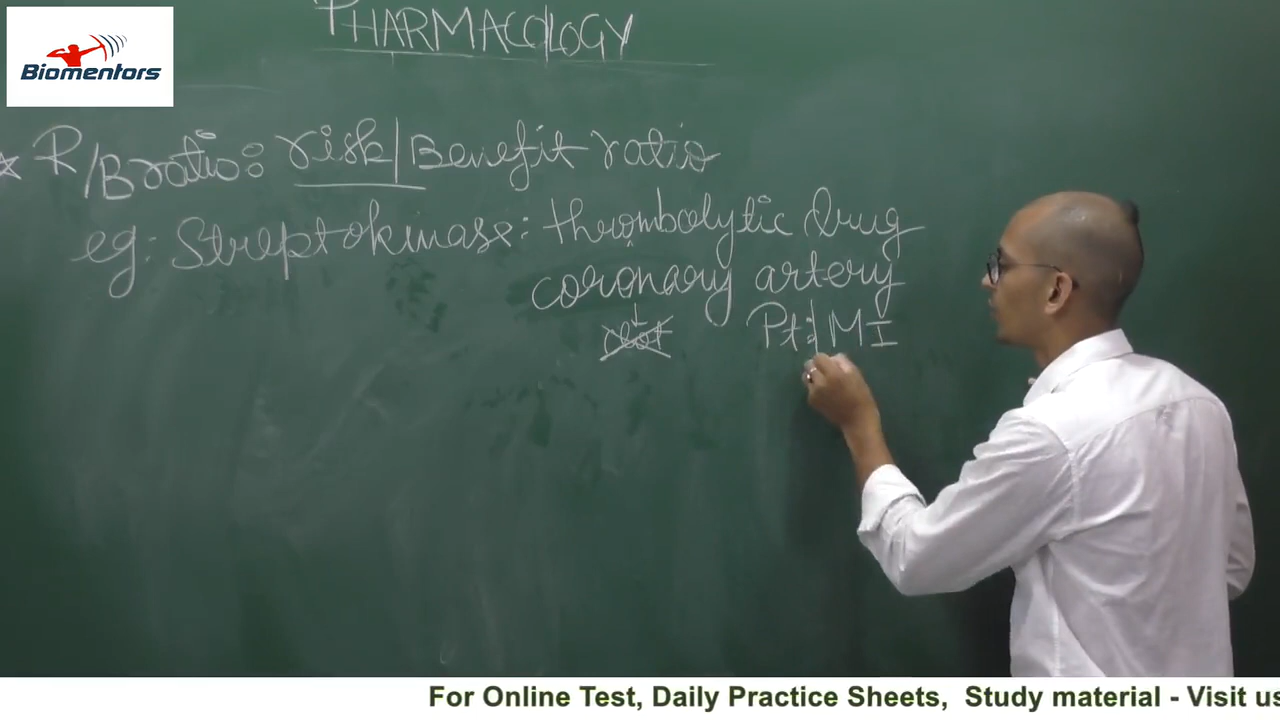 PHARMACOLOGY
Biomentors
R/B ratio: risk/Benefit ratio
eg: Streptokinase: thrombolytic Drug
coronary artery
clot Pt: MI
For Online Test, Daily Practice Sheets, Study material - Visit us